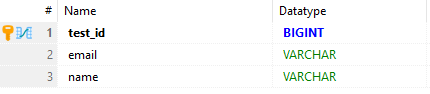 # Name Datatype
1 test_id BIGINT
2 email VARCHAR
3 name VARCHAR